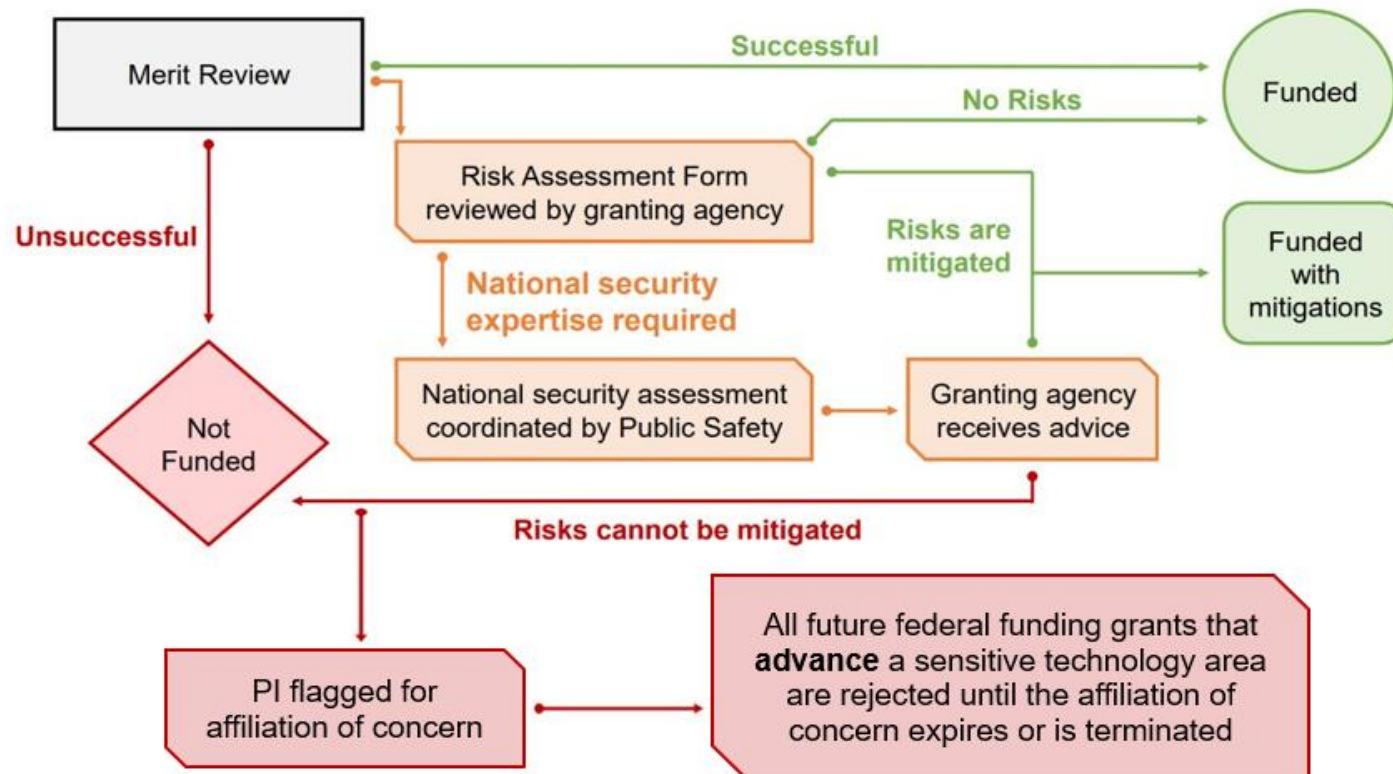 Merit Review
Successful
Funded
No Risks
Risk Assessment Form
reviewed by granting agency
Unsuccessful
Risks are
mitigated
Funded
with
mitigations
National security
expertise required
National security assessment
coordinated by Public Safety
Granting agency
receives advice
Not
Funded
Risks cannot be mitigated
PI flagged for
affiliation of concern
All future federal funding grants that
advance a sensitive technology area
are rejected until the affiliation of
concern expires or is terminated